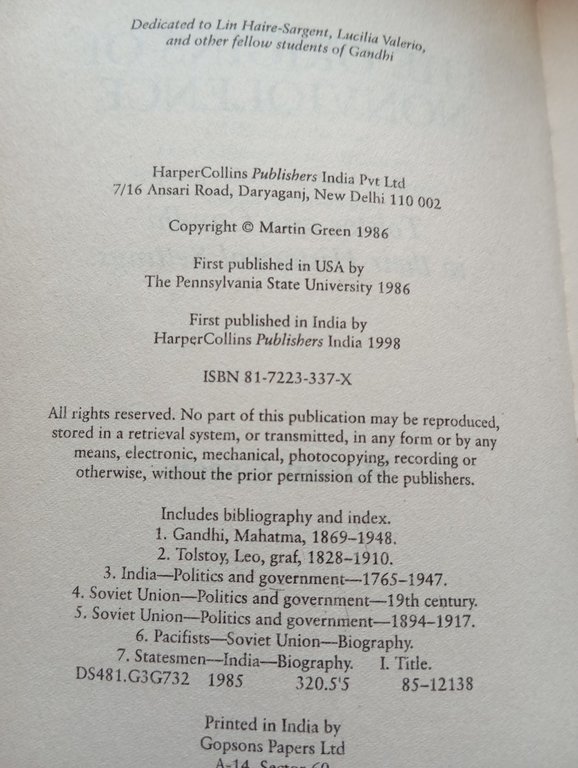 Dedicated to Lin Haire-Sargent, Lucilia Valerio,
and other fellow students of Gandhi
NONVIOLENCE
HarperCollins Publishers India Pvt Ltd
7/16 Ansari Road, Daryaganj, New Delhi 110 002
Copyright © Martin Green 1986
First published in USA by
The Pennsylvania State University 1986
First published in India by
HarperCollins Publishers India 1998
ISBN 81-7223-337-X
All rights reserved. No part of this publication may be reproduced,
stored in a retrieval system, or transmitted, in any form or by any
means, electronic, mechanical, photocopying, recording or
otherwise, without the prior permission of the publishers.
Includes bibliography and index.
1. Gandhi, Mahatma, 1869–1948.
2. Tolstoy, Leo, graf, 1828–1910.
3. India—Politics and government—1765–1947.
4. Soviet Union—Politics and government—19th century.
5. Soviet Union—Politics and government—1894–1917.
6. Pacifists—Soviet Union—Biography.
7. Statesmen—India—Biography. I. Title.
DS481.G3G732 1985 320.5'5 85–12138
Printed in India by
Gopsons Papers Ltd
A-14, Sector 60